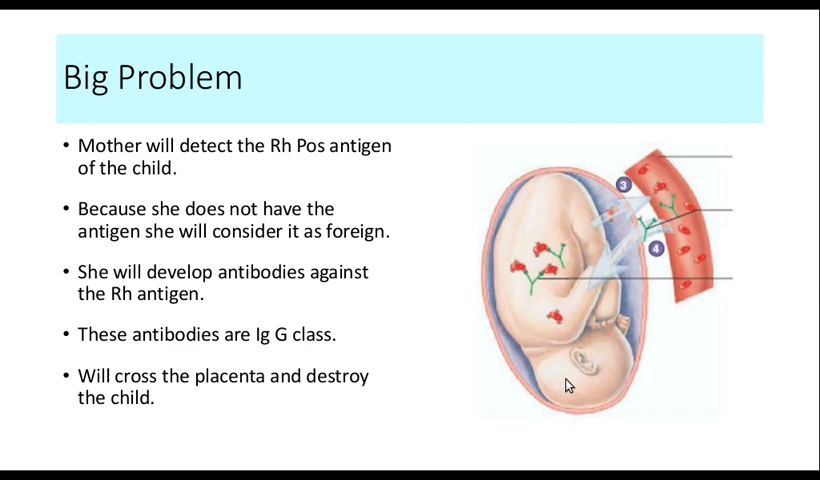 Big Problem
• Mother will detect the Rh Pos antigen
of the child.
• Because she does not have the
antigen she will consider it as foreign.
• She will develop antibodies against
the Rh antigen.
• These antibodies are Ig G class.
• Will cross the placenta and destroy
the child.
3
4